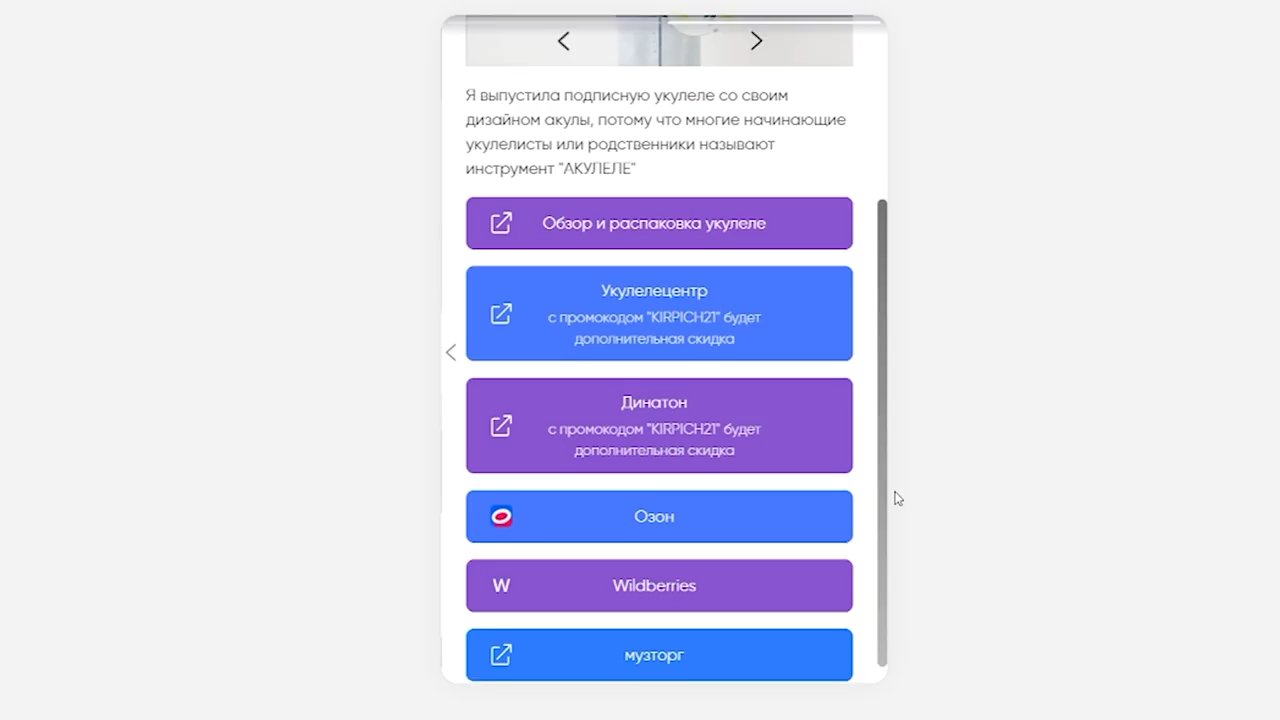 Я выпустила подписную укулеле со своим
дизайном акулы, потому что многие начинающие
укулелисты или родственники называют
инструмент "АКУЛЕЛЕ"
Обзор и распаковка укулеле
Укулелецентр
с промокодом "KIRPICH21" будет
дополнительная скидка
Динатон
с промокодом "KIRPICH21" будет
дополнительная скидка
Озон
W Wildberries
музторг